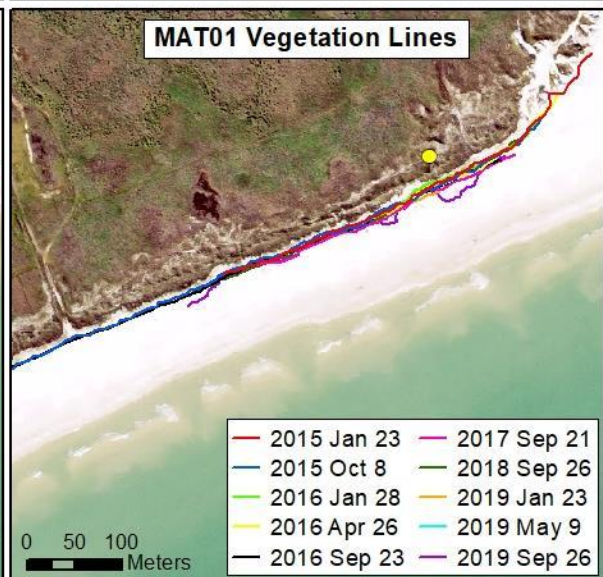 MAT01 Vegetation Lines
2015 Jan 23
2015 Oct 8
2016 Jan 28
2016 Apr 26
2016 Sep 23
2017 Sep 21
2018 Sep 26
2019 Jan 23
2019 May 9
2019 Sep 26
0 50 100
Meters